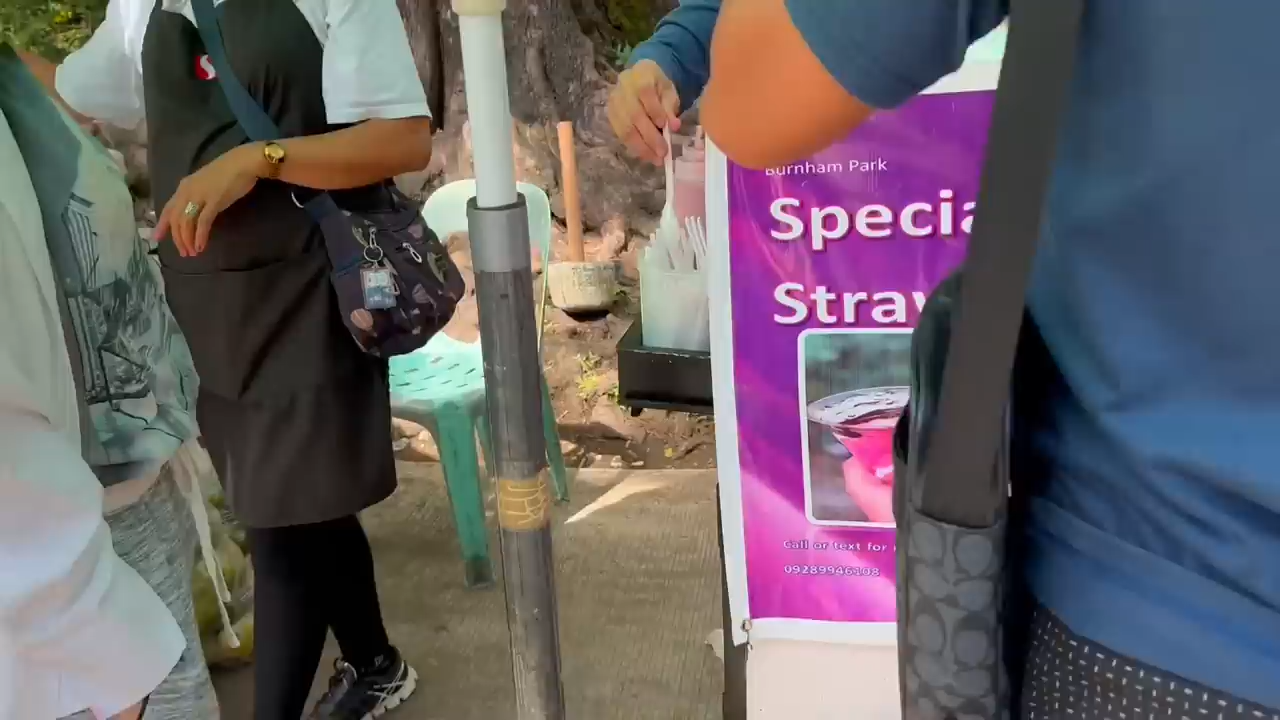 Burnham Park
Specia
Straw
Call or text for
09289946108